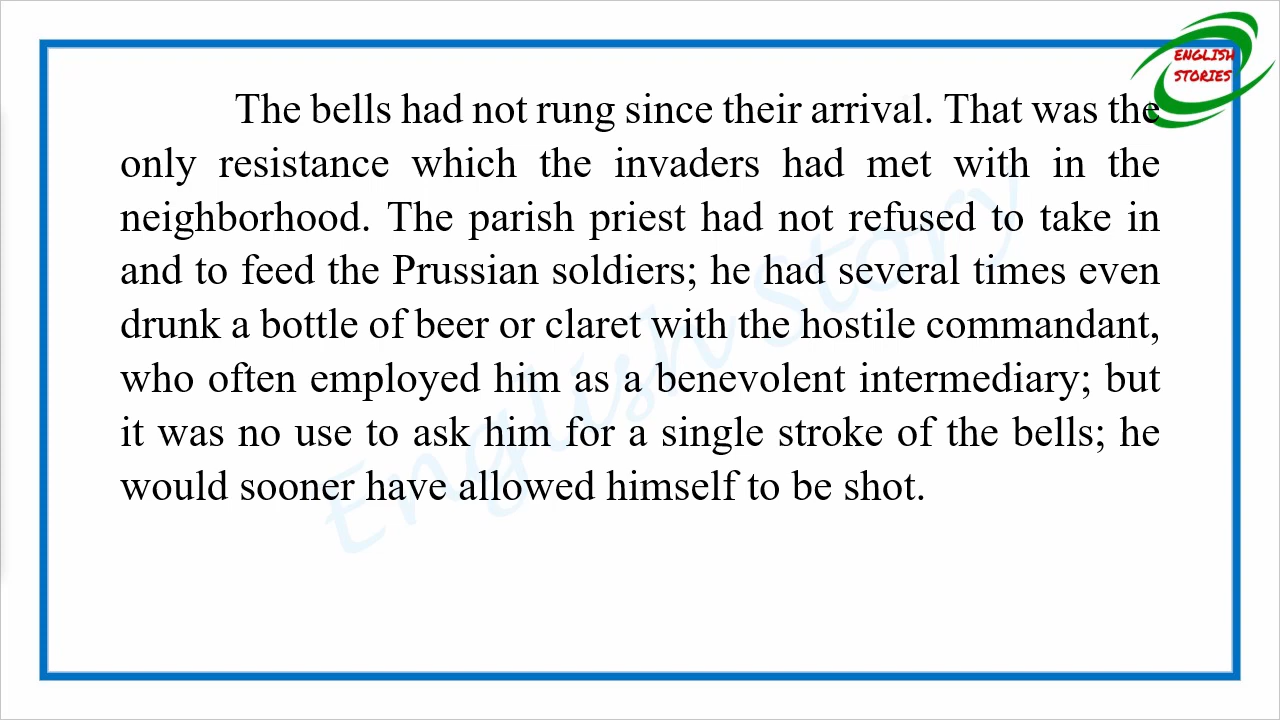 ENGLISH
STORIES
The bells had not rung since their arrival. That was the
only resistance which the invaders had met with in the
neighborhood. The parish priest had not refused to take in
and to feed the Prussian soldiers; he had several times even
drunk a bottle of beer or claret with the hostile commandant,
who often employed him as a benevolent intermediary; but
it was no use to ask him for a single stroke of the bells; he
would sooner have allowed himself to be shot.
English Story